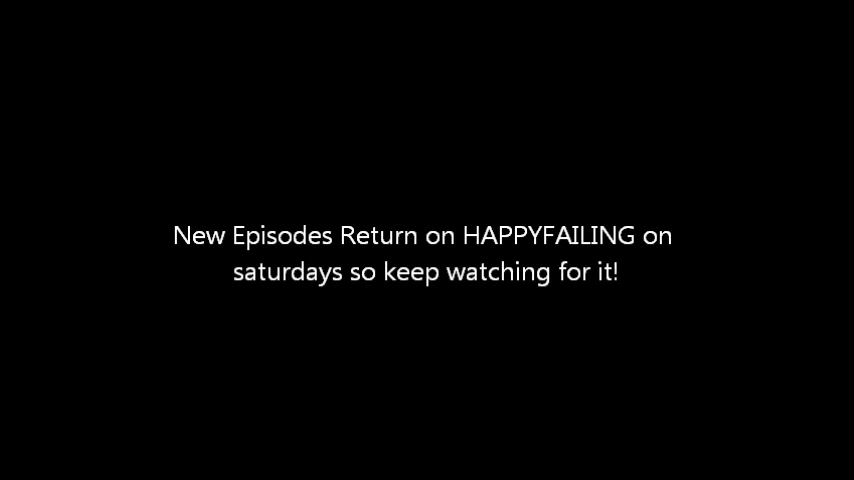 New Episodes Return on HAPPYFAILING on
saturdays so keep watching for it!